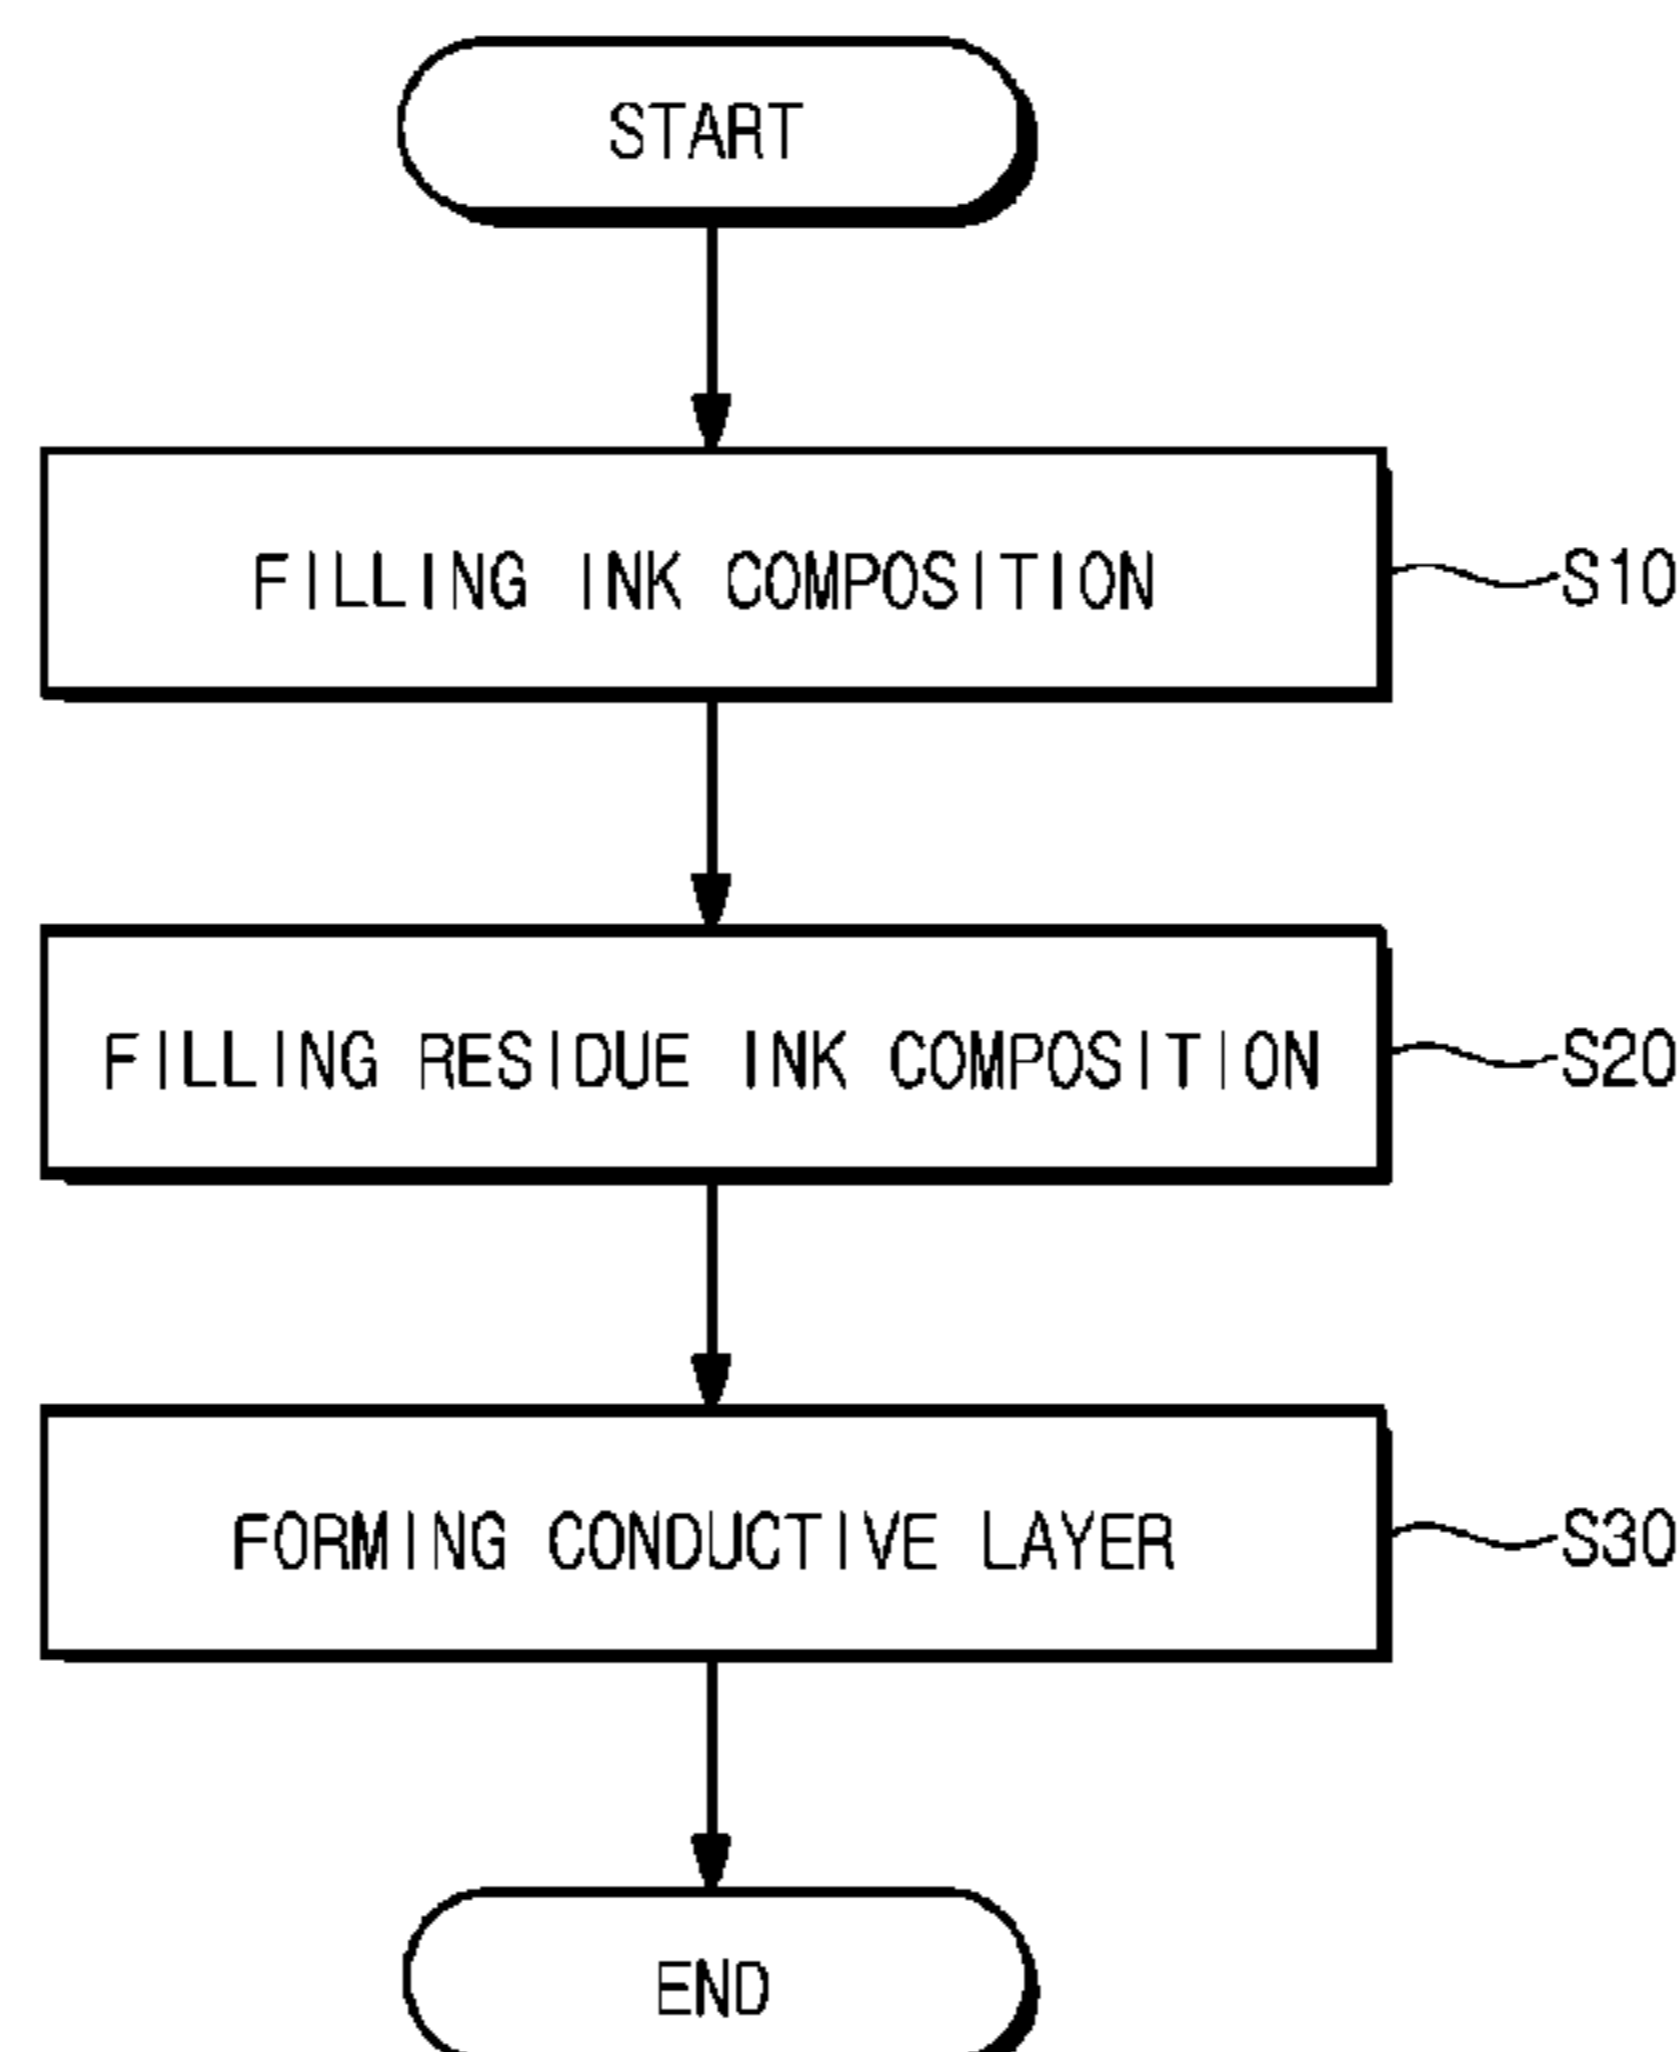 START
FILLING INK COMPOSITION
S10
FILLING RESIDUE INK COMPOSITION
S20
FORMING CONDUCTIVE LAYER
S30
END